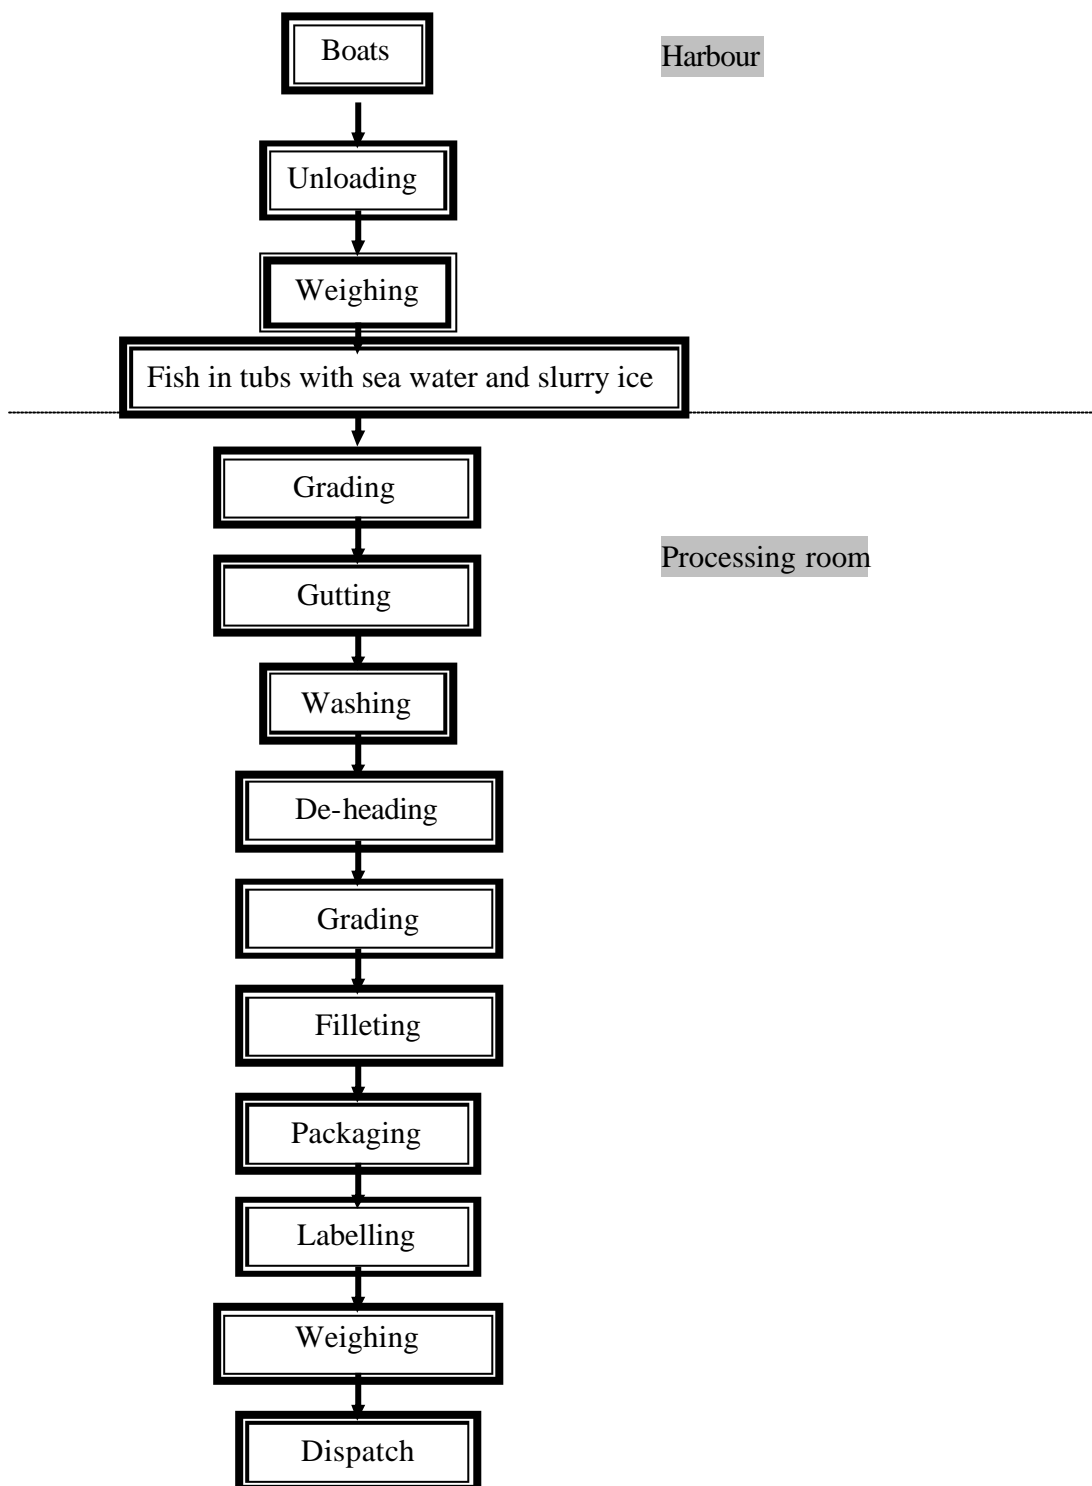 Boats
Harbour
Unloading
Weighing
Fish in tubs with sea water and slurry ice
Grading
Processing room
Gutting
Washing
De-heading
Grading
Filleting
Packaging
Labelling
Weighing
Dispatch